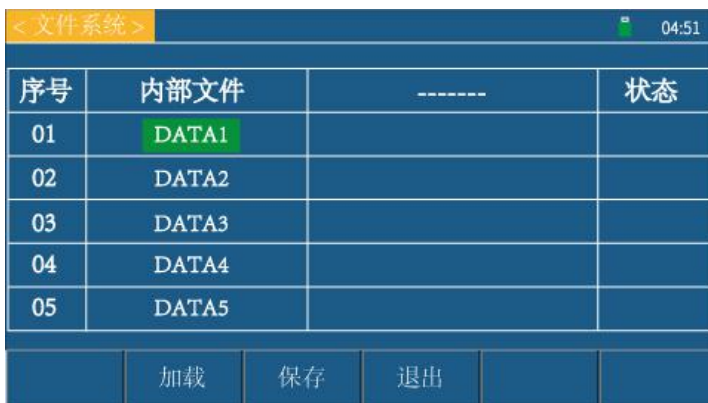 <文件系统> 04:51
序号 内部文件 ------- 状态
01 DATA1
02 DATA2
03 DATA3
04 DATA4
05 DATA5
加载 保存 退出